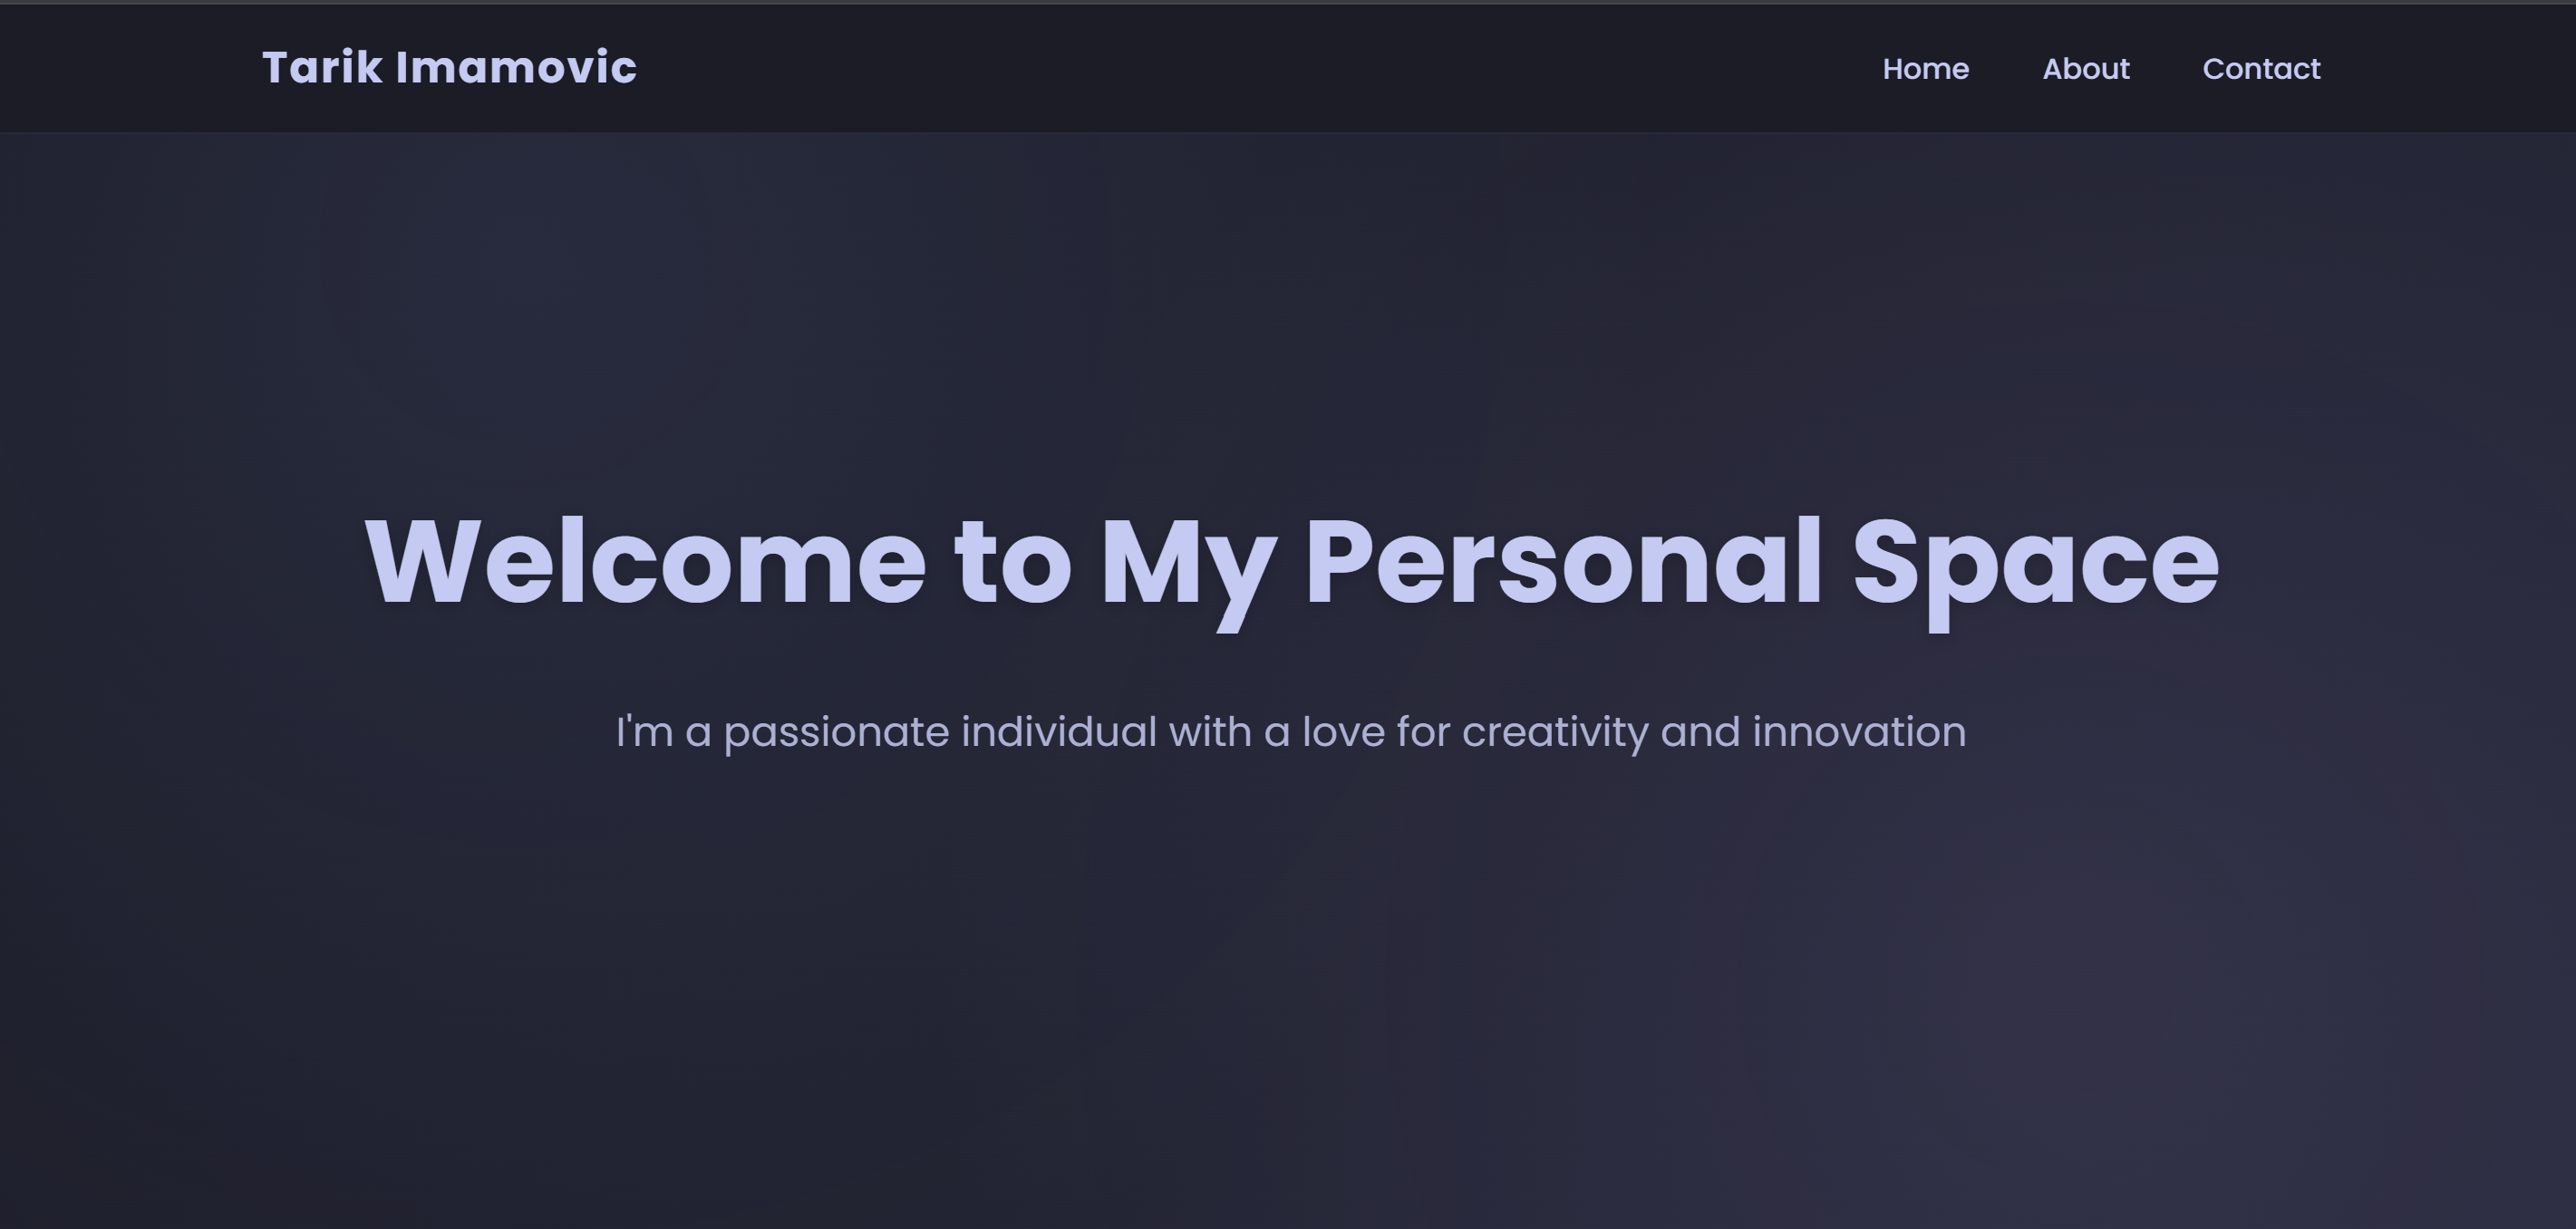 Tarik Imamovic
Home About Contact
Welcome to My Personal Space
I'm a passionate individual with a love for creativity and innovation